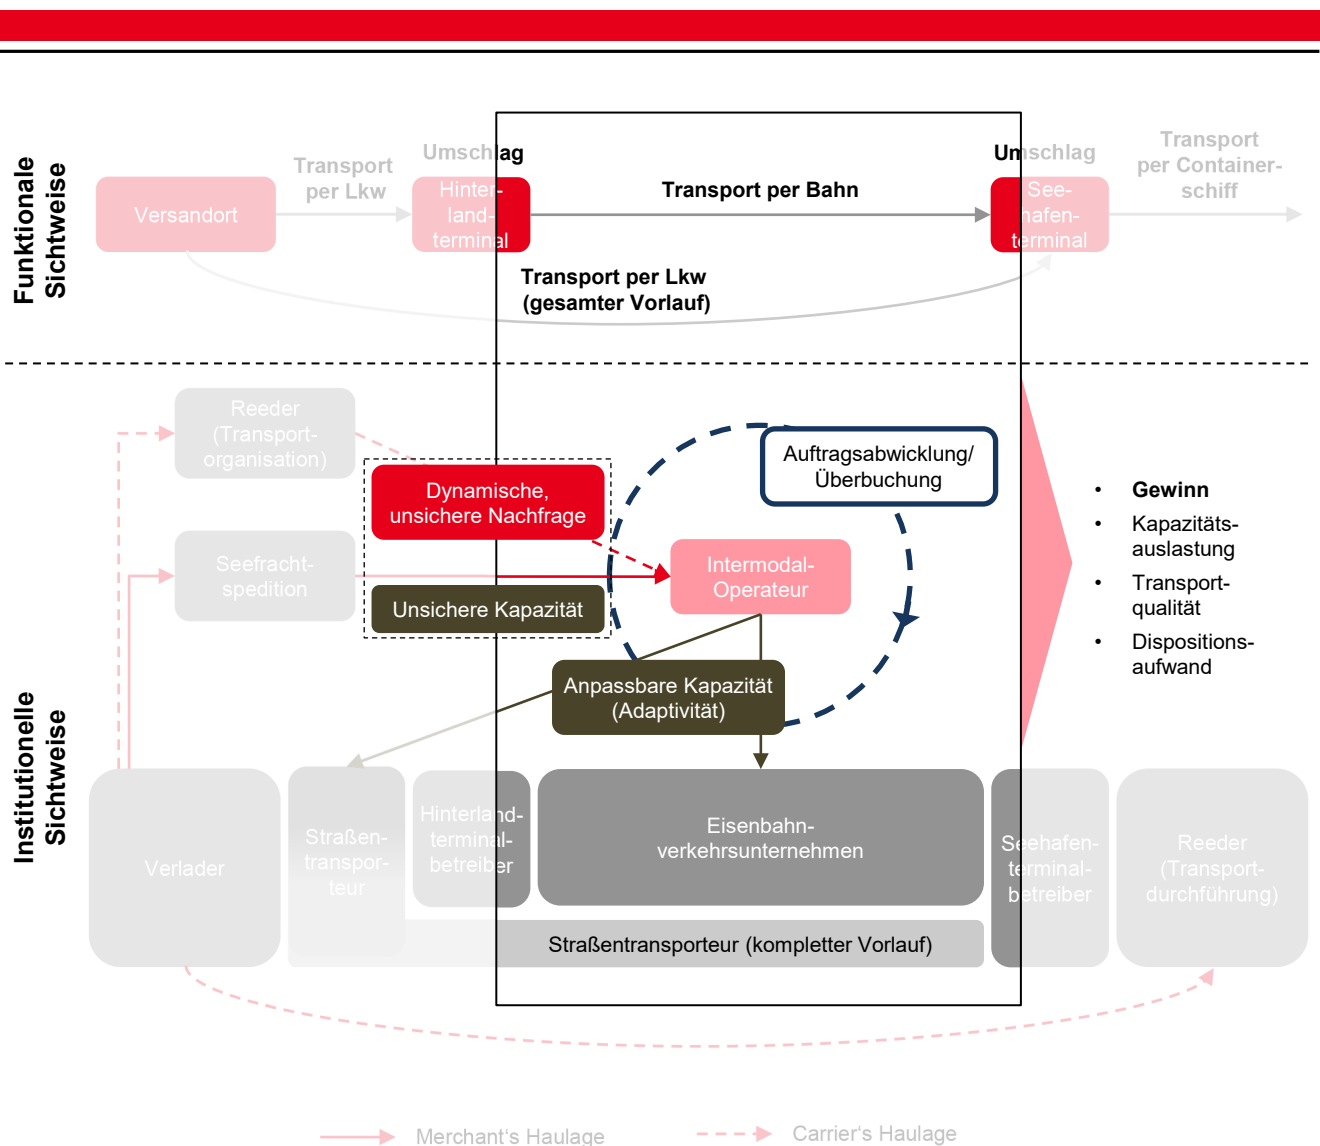 Funktionale
Sichtweise
Versandort
Transport
per Lkw
Umschlag
Hinter-
land-
terminal
Transport per Bahn
Umschlag
See-
hafen-
terminal
Transport
per Container-
schiff
Transport per Lkw
(gesamter Vorlauf)
Institutionelle
Sichtweise
Reeder
(Transport-
organisation)
Seefracht-
spedition
Dynamische,
unsichere Nachfrage
Unsichere Kapazität
Auftragsabwicklung/
Überbuchung
Intermodal-
Operateur
Anpassbare Kapazität
(Adaptivität)
• Gewinn
• Kapazitäts-
auslastung
• Transport-
qualität
• Dispositions-
aufwand
Verlader
Straßen-
transpor-
teur
Hinterland-
terminal-
betreiber
Eisenbahn-
verkehrsunternehmen
Seehafen-
terminal-
betreiber
Reeder
(Transport-
durchführung)
Straßentransporteur (kompletter Vorlauf)
Merchant's Haulage
Carrier's Haulage